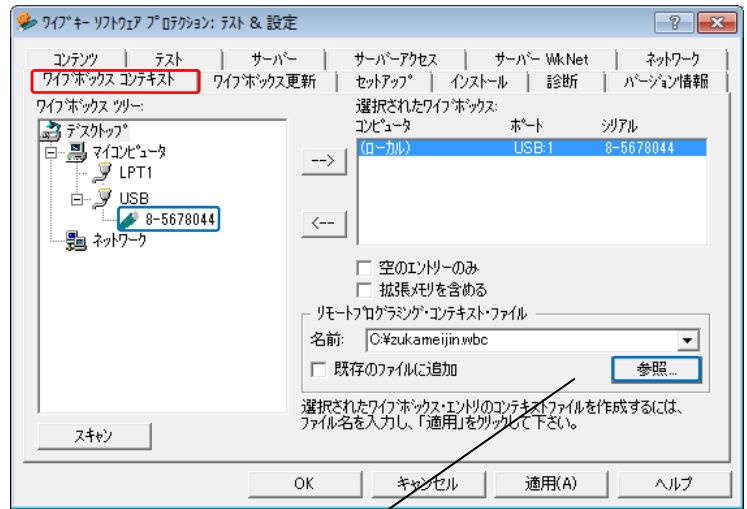 ワイブキー ソフトウェア プロテクション: テスト & 設定
コンテンツ テスト サーバー サーバーアクセス サーバー WkNet ネットワーク
ワイブボックス コンテキスト ワイブボックス更新 セットアップ インストール 診断 バージョン情報
ワイブボックス ツリー:
デスクトップ
マイコンピュータ
LPT1
USB
8-5678044
ネットワーク
スキャン
-->
<--
選択されたワイブボックス:
コンピュータ ポート シリアル
(ローカル) USB:1 8-5678044
空のエントリーのみ
拡張メモリを含める
リモートプログラミング・コンテキスト・ファイル
名前: C:¥zukameijin.wbc
既存のファイルに追加 参照...
選択されたワイブボックス・エントリのコンテキストファイルを作成するには、
ファイル名を入力し、「適用」をクリックして下さい。
OK キャンセル 適用(A) ヘルプ